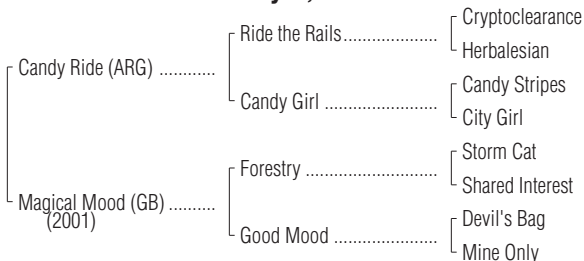 Cryptoclearance
Ride the Rails....................
Herbalesian
Candy Ride (ARG) ............
Candy Stripes
Candy Girl ........................
City Girl
Storm Cat
Forestry ............................
Shared Interest
Magical Mood (GB) ..........
(2001)
Devil's Bag
Good Mood ......................
Mine Only